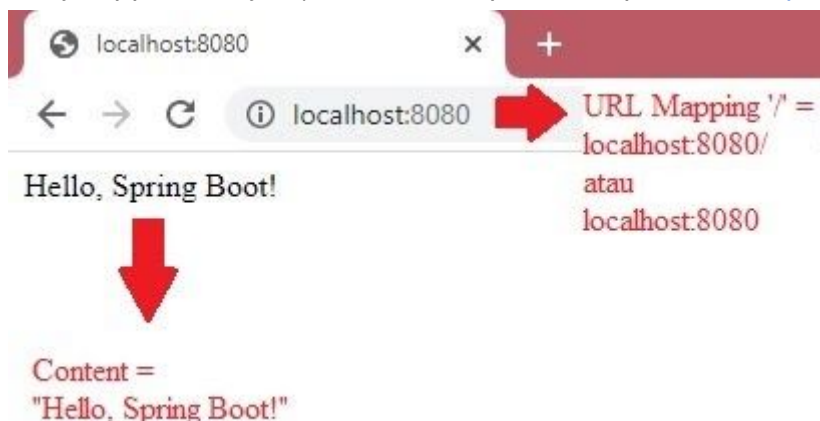 localhost:8080
localhost:8080
URL Mapping '/' =
localhost:8080/
atau
localhost:8080
Hello, Spring Boot!
Content =
"Hello, Spring Boot!"